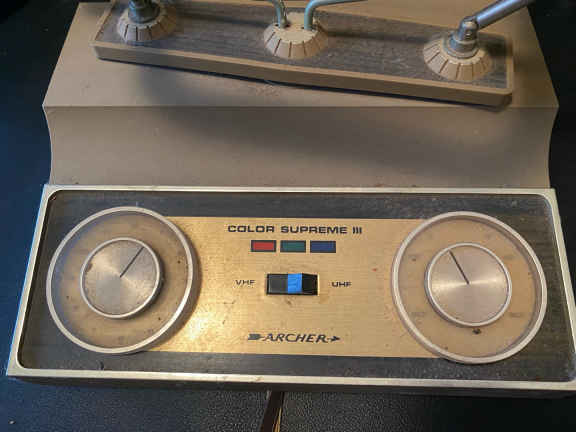 COLOR SUPREME III
VHF UHF
ARCHER